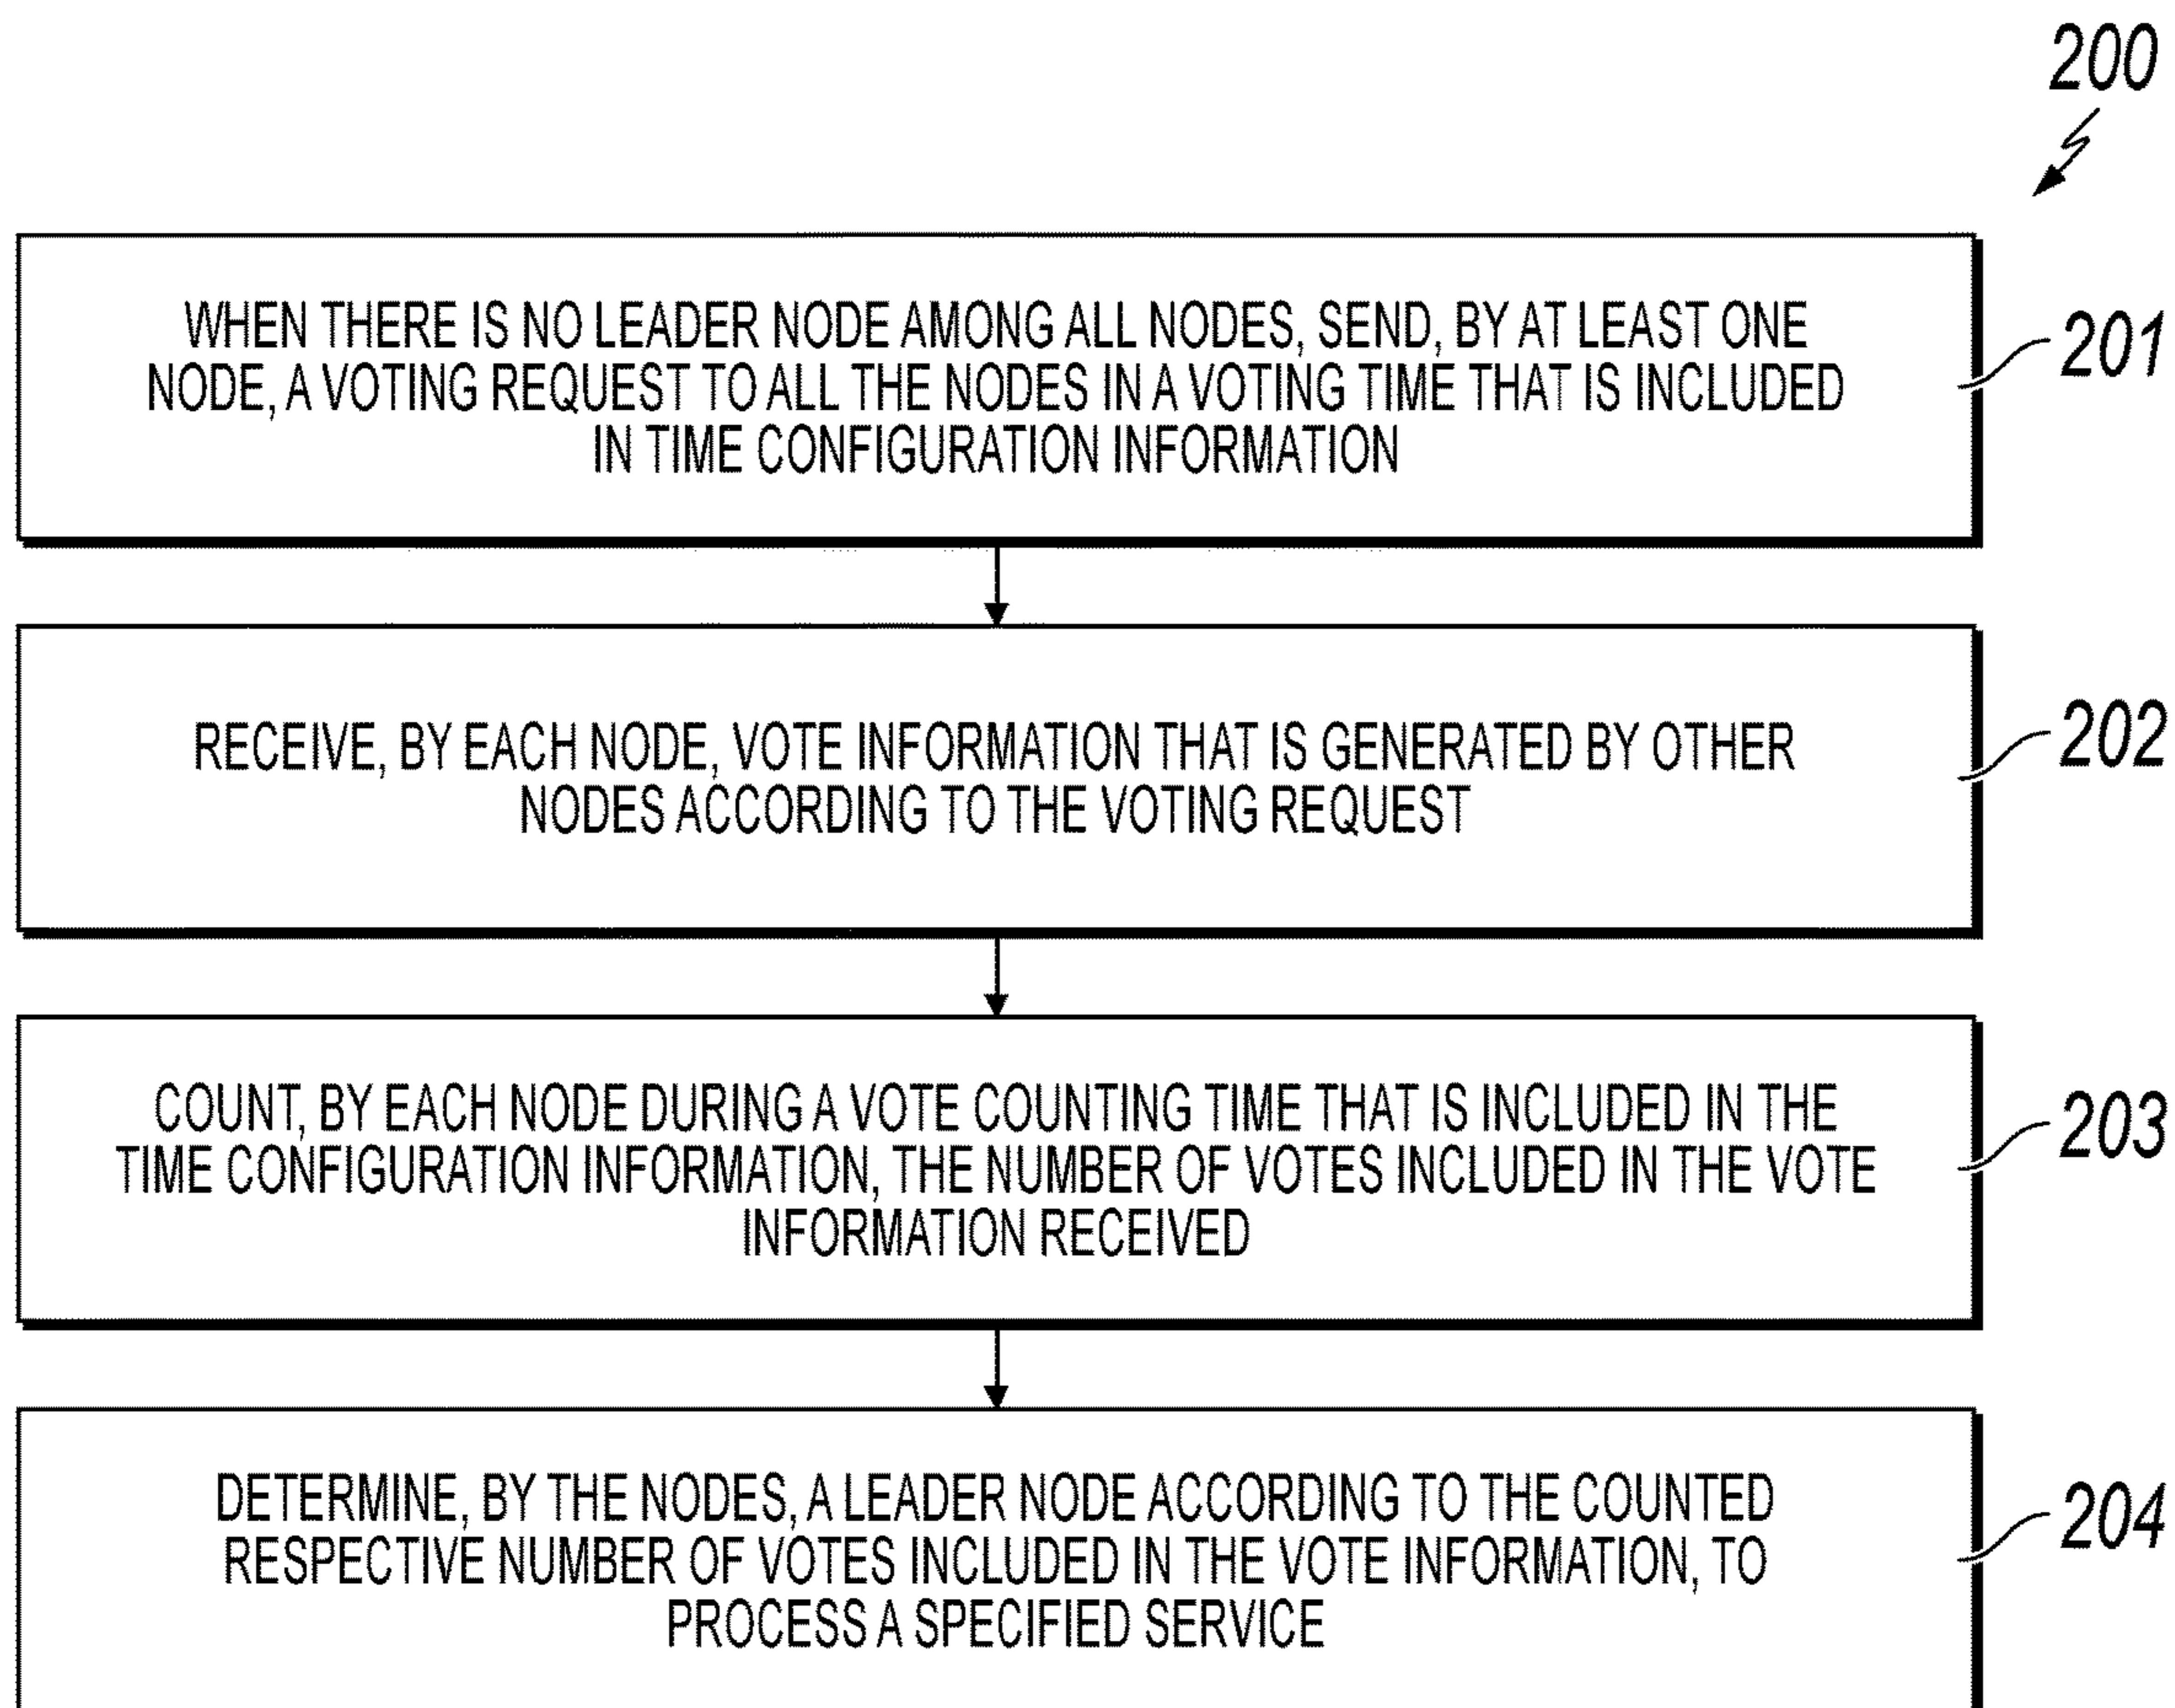 200
WHEN THERE IS NO LEADER NODE AMONG ALL NODES, SEND, BY AT LEAST ONE
NODE, A VOTING REQUEST TO ALL THE NODES IN A VOTING TIME THAT IS INCLUDED
IN TIME CONFIGURATION INFORMATION
201
RECEIVE, BY EACH NODE, VOTE INFORMATION THAT IS GENERATED BY OTHER
NODES ACCORDING TO THE VOTING REQUEST
202
COUNT, BY EACH NODE DURING A VOTE COUNTING TIME THAT IS INCLUDED IN THE
TIME CONFIGURATION INFORMATION, THE NUMBER OF VOTES INCLUDED IN THE VOTE
INFORMATION RECEIVED
203
DETERMINE, BY THE NODES, A LEADER NODE ACCORDING TO THE COUNTED
RESPECTIVE NUMBER OF VOTES INCLUDED IN THE VOTE INFORMATION, TO
PROCESS A SPECIFIED SERVICE
204